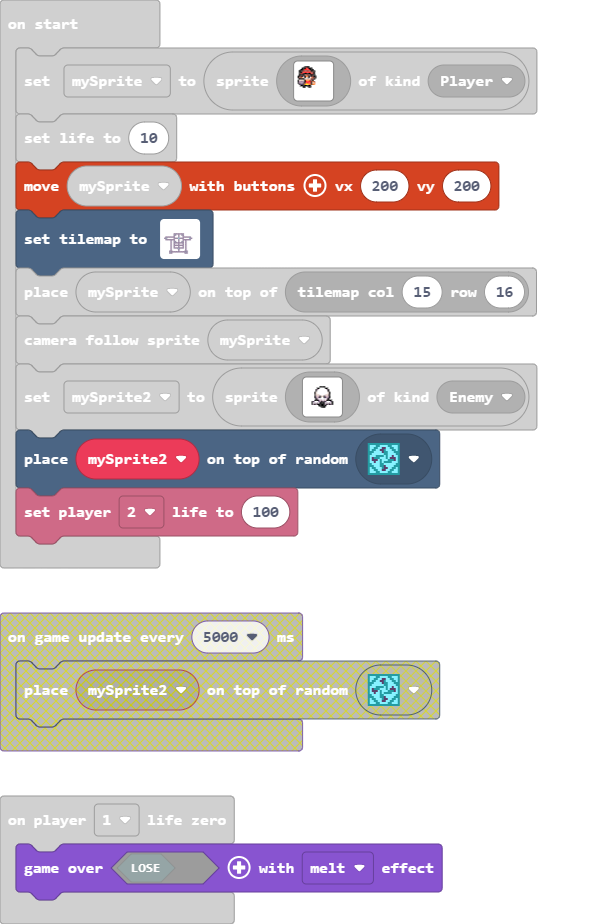 on start
set mySprite to sprite of kind Player
set life to 10
move mySprite with buttons vx 200 vy 200
set tilemap to
place mySprite on top of tilemap col 15 row 16
camera follow sprite mySprite
set mySprite2 to sprite of kind Enemy
place mySprite2 on top of random
set player 2 life to 100
on game update every 5000 ms
place mySprite2 on top of random
on player 1 life zero
game over LOSE with melt effect